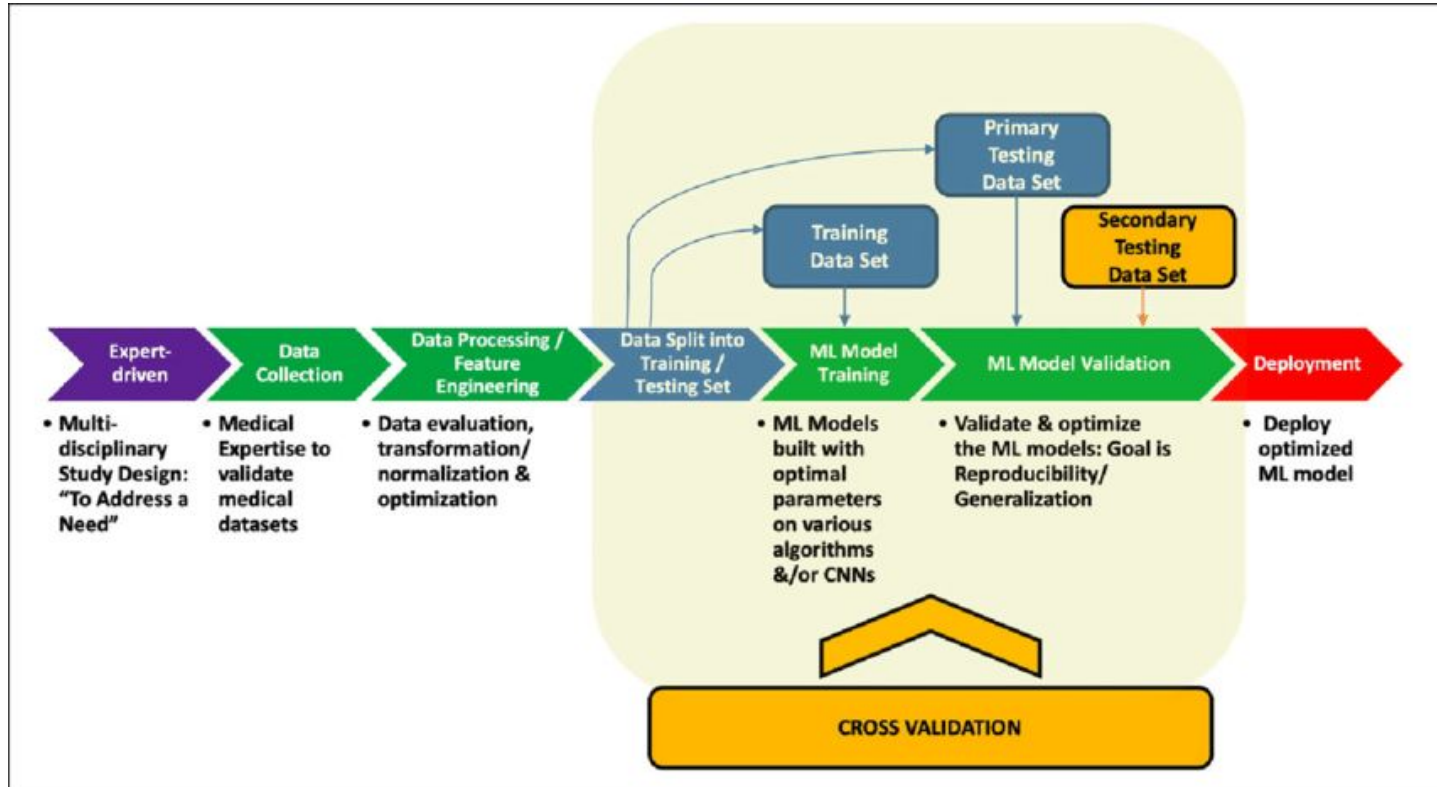 Primary
Testing
Data Set
Training
Data Set
Secondary
Testing
Data Set
Expert-
driven
Data
Collection
Data Processing /
Feature
Engineering
Data Split into
Training /
Testing Set
ML Model
Training
ML Model Validation
Deployment
• Multi-
disciplinary
Study Design:
“To Address a
Need”
• Medical
Expertise to
validate
medical
datasets
• Data evaluation,
transformation/
normalization &
optimization
• ML Models
built with
optimal
parameters
on various
algorithms
&/or CNNs
• Validate & optimize
the ML models: Goal is
Reproducibility/
Generalization
• Deploy
optimized
ML model
CROSS VALIDATION